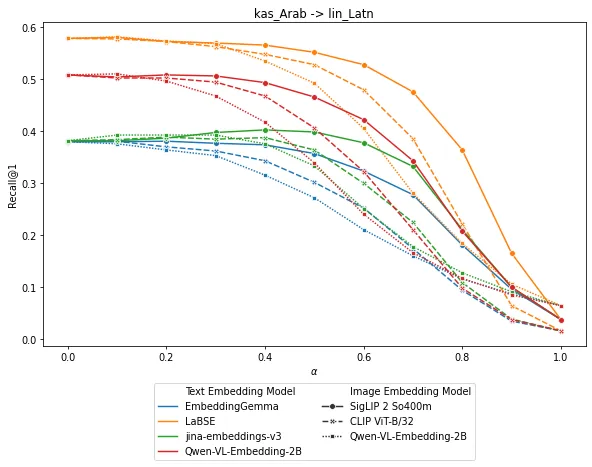 kas_Arab -> lin_Latn
Recall@1
0.6
0.5
0.4
0.3
0.2
0.1
0.0
0.0 0.2 0.4 0.6 0.8 1.0
α
Text Embedding Model
EmbeddingGemma
LaBSE
jina-embeddings-v3
Qwen-VL-Embedding-2B
Image Embedding Model
SigLIP 2 So400m
CLIP ViT-B/32
Qwen-VL-Embedding-2B